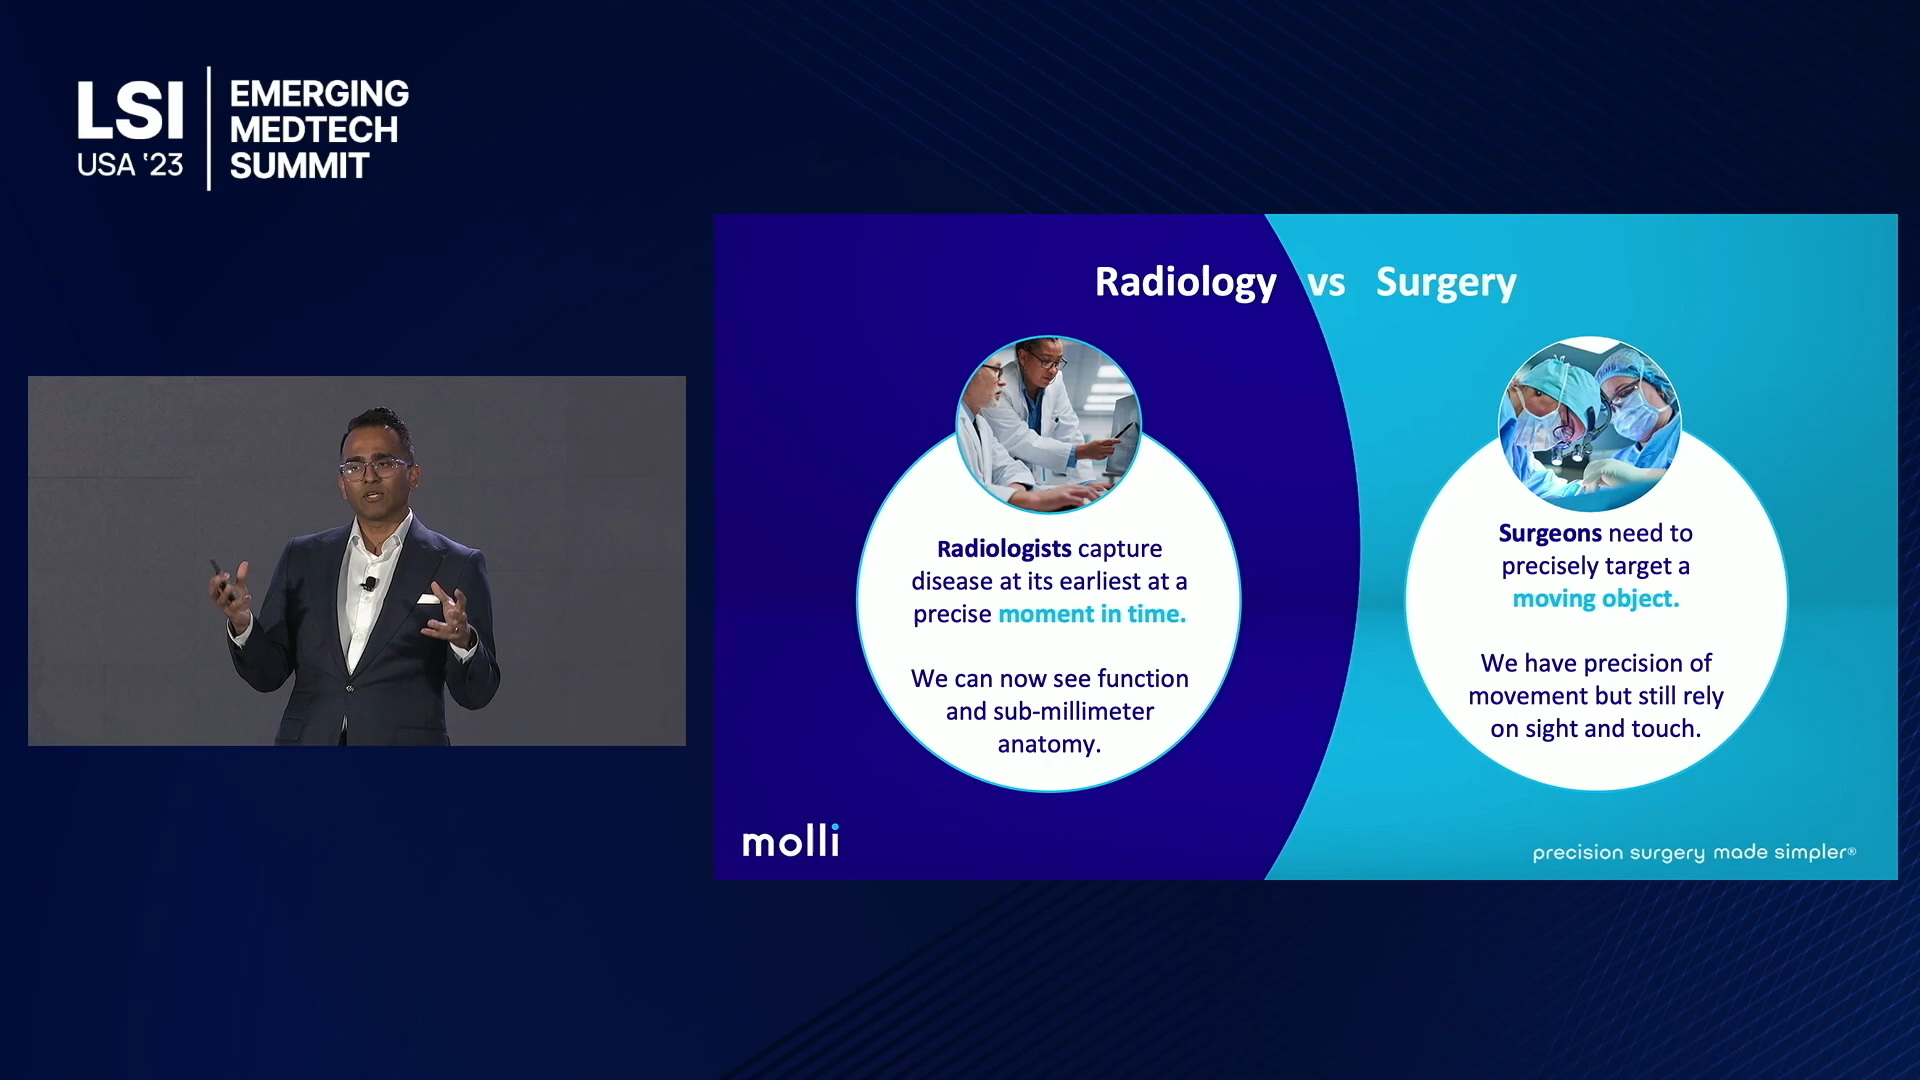 LSI
USA '23
EMERGING
MEDTECH
SUMMIT
Radiology vs Surgery
Radiologists capture
disease at its earliest at a
precise moment in time.
We can now see function
and sub-millimeter
anatomy.
Surgeons need to
precisely target a
moving object.
We have precision of
movement but still rely
on sight and touch.
molli
precision surgery made simpler®